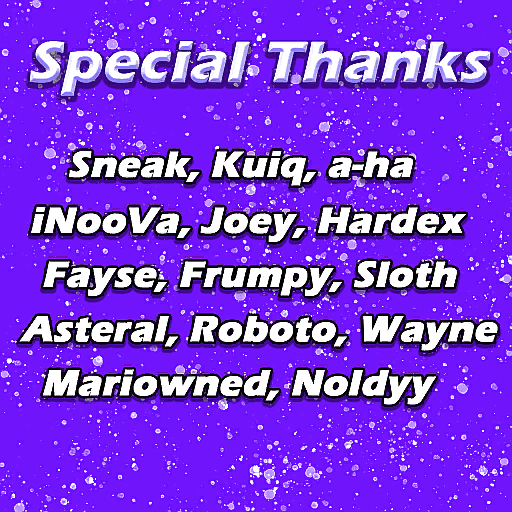 Special Thanks
Sneak, Kuiq, a-ha
iNooVa, Joey, Hardex
Fayse, Frumpy, Sloth
Asteral, Roboto, Wayne
Mariowned, Noldyy